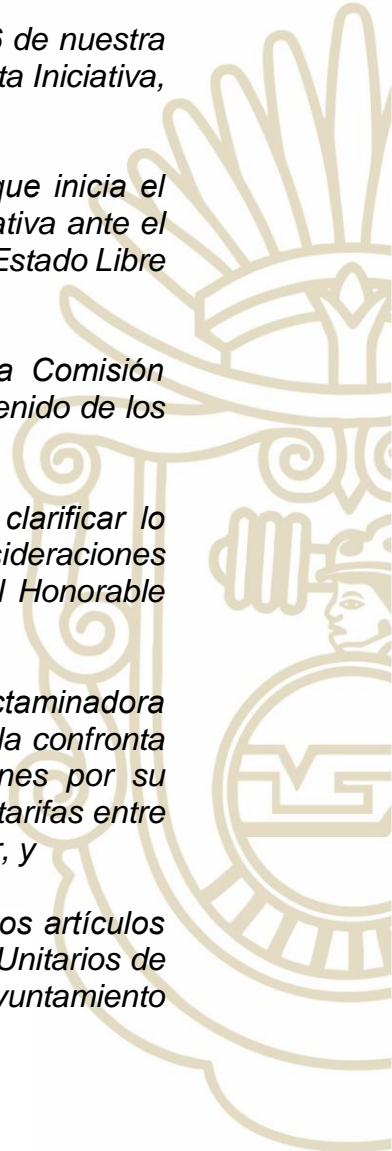 6 de nuestra
ta Iniciativa,
que inicia el
ativa ante el
Estado Libre
a Comisión
enido de los
clarificar lo
sideraciones
l Honorable
ctaminadora
la confronta
nes por su
tarifas entre
r, y
os artículos
Unitarios de
yuntamiento